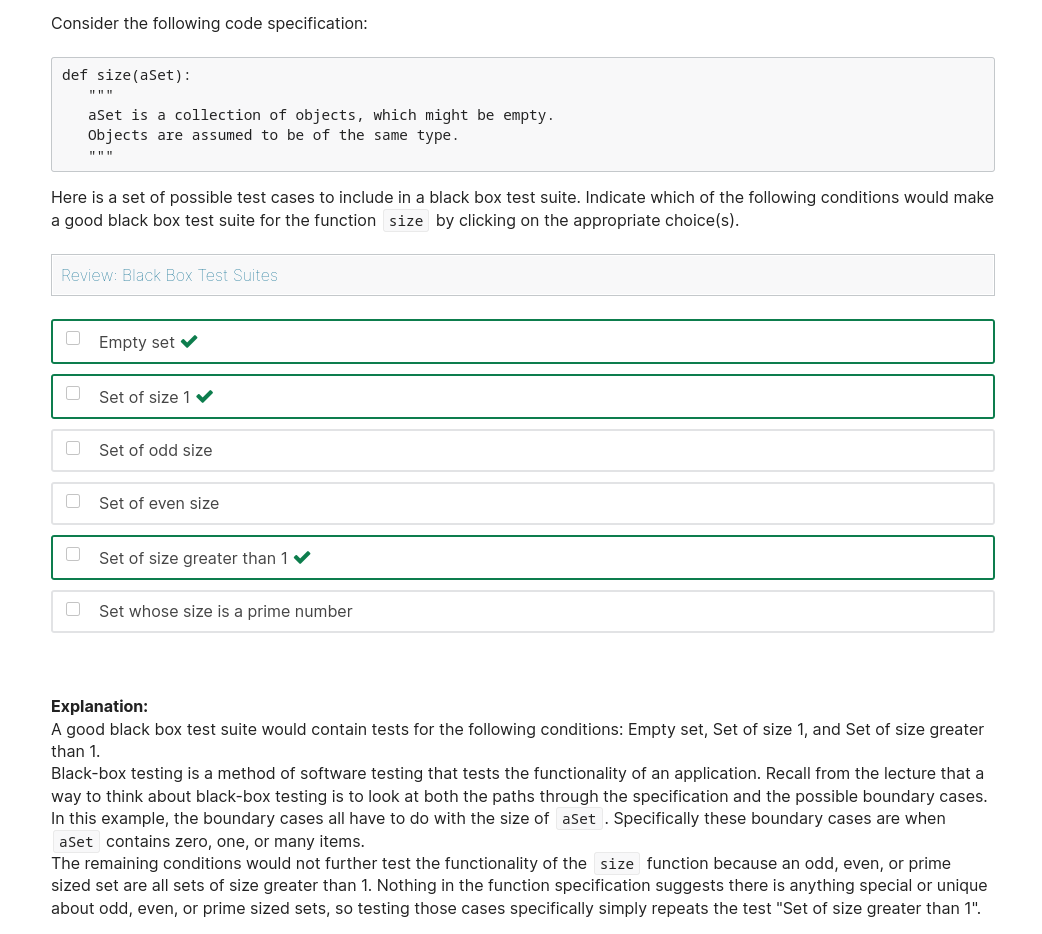 Consider the following code specification:
def size(aSet):
"""
aSet is a collection of objects, which might be empty.
Objects are assumed to be of the same type.
"""
Here is a set of possible test cases to include in a black box test suite. Indicate which of the following conditions would make
a good black box test suite for the function size by clicking on the appropriate choice(s).
Review: Black Box Test Suites
Empty set
Set of size 1
Set of odd size
Set of even size
Set of size greater than 1
Set whose size is a prime number
Explanation:
A good black box test suite would contain tests for the following conditions: Empty set, Set of size 1, and Set of size greater
than 1.
Black-box testing is a method of software testing that tests the functionality of an application. Recall from the lecture that a
way to think about black-box testing is to look at both the paths through the specification and the possible boundary cases.
In this example, the boundary cases all have to do with the size of aSet. Specifically these boundary cases are when
aSet contains zero, one, or many items.
The remaining conditions would not further test the functionality of the size function because an odd, even, or prime
sized set are all sets of size greater than 1. Nothing in the function specification suggests there is anything special or unique
about odd, even, or prime sized sets, so testing those cases specifically simply repeats the test "Set of size greater than 1".